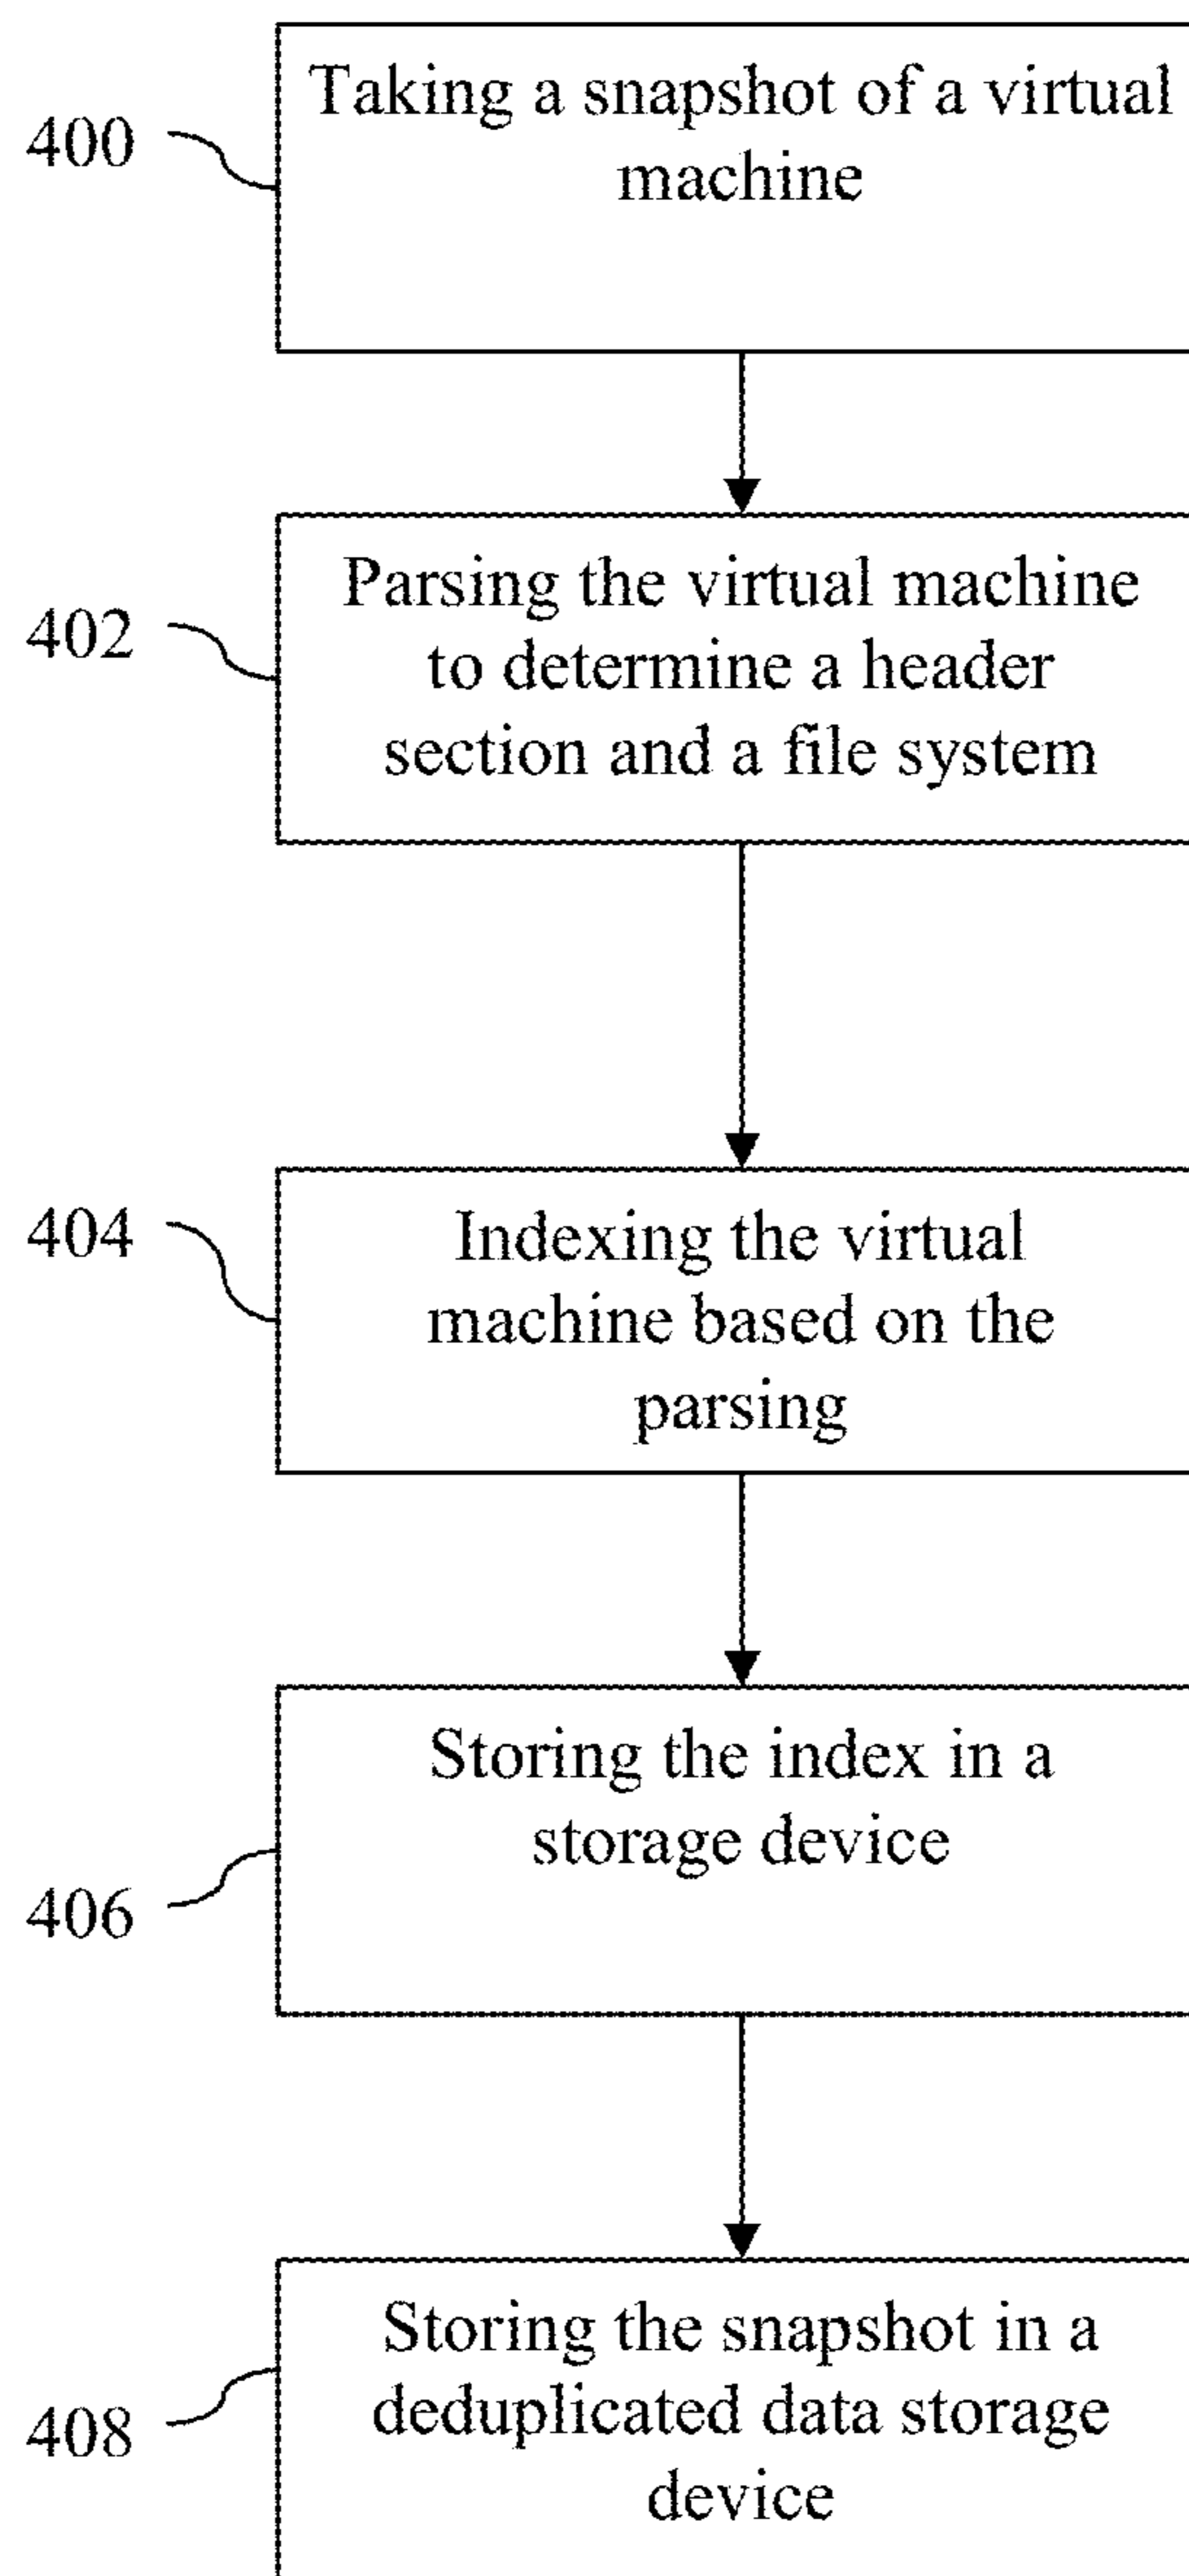 400
Taking a snapshot of a virtual
machine
402
Parsing the virtual machine
to determine a header
section and a file system
404
Indexing the virtual
machine based on the
parsing
406
Storing the index in a
storage device
408
Storing the snapshot in a
deduplicated data storage
device